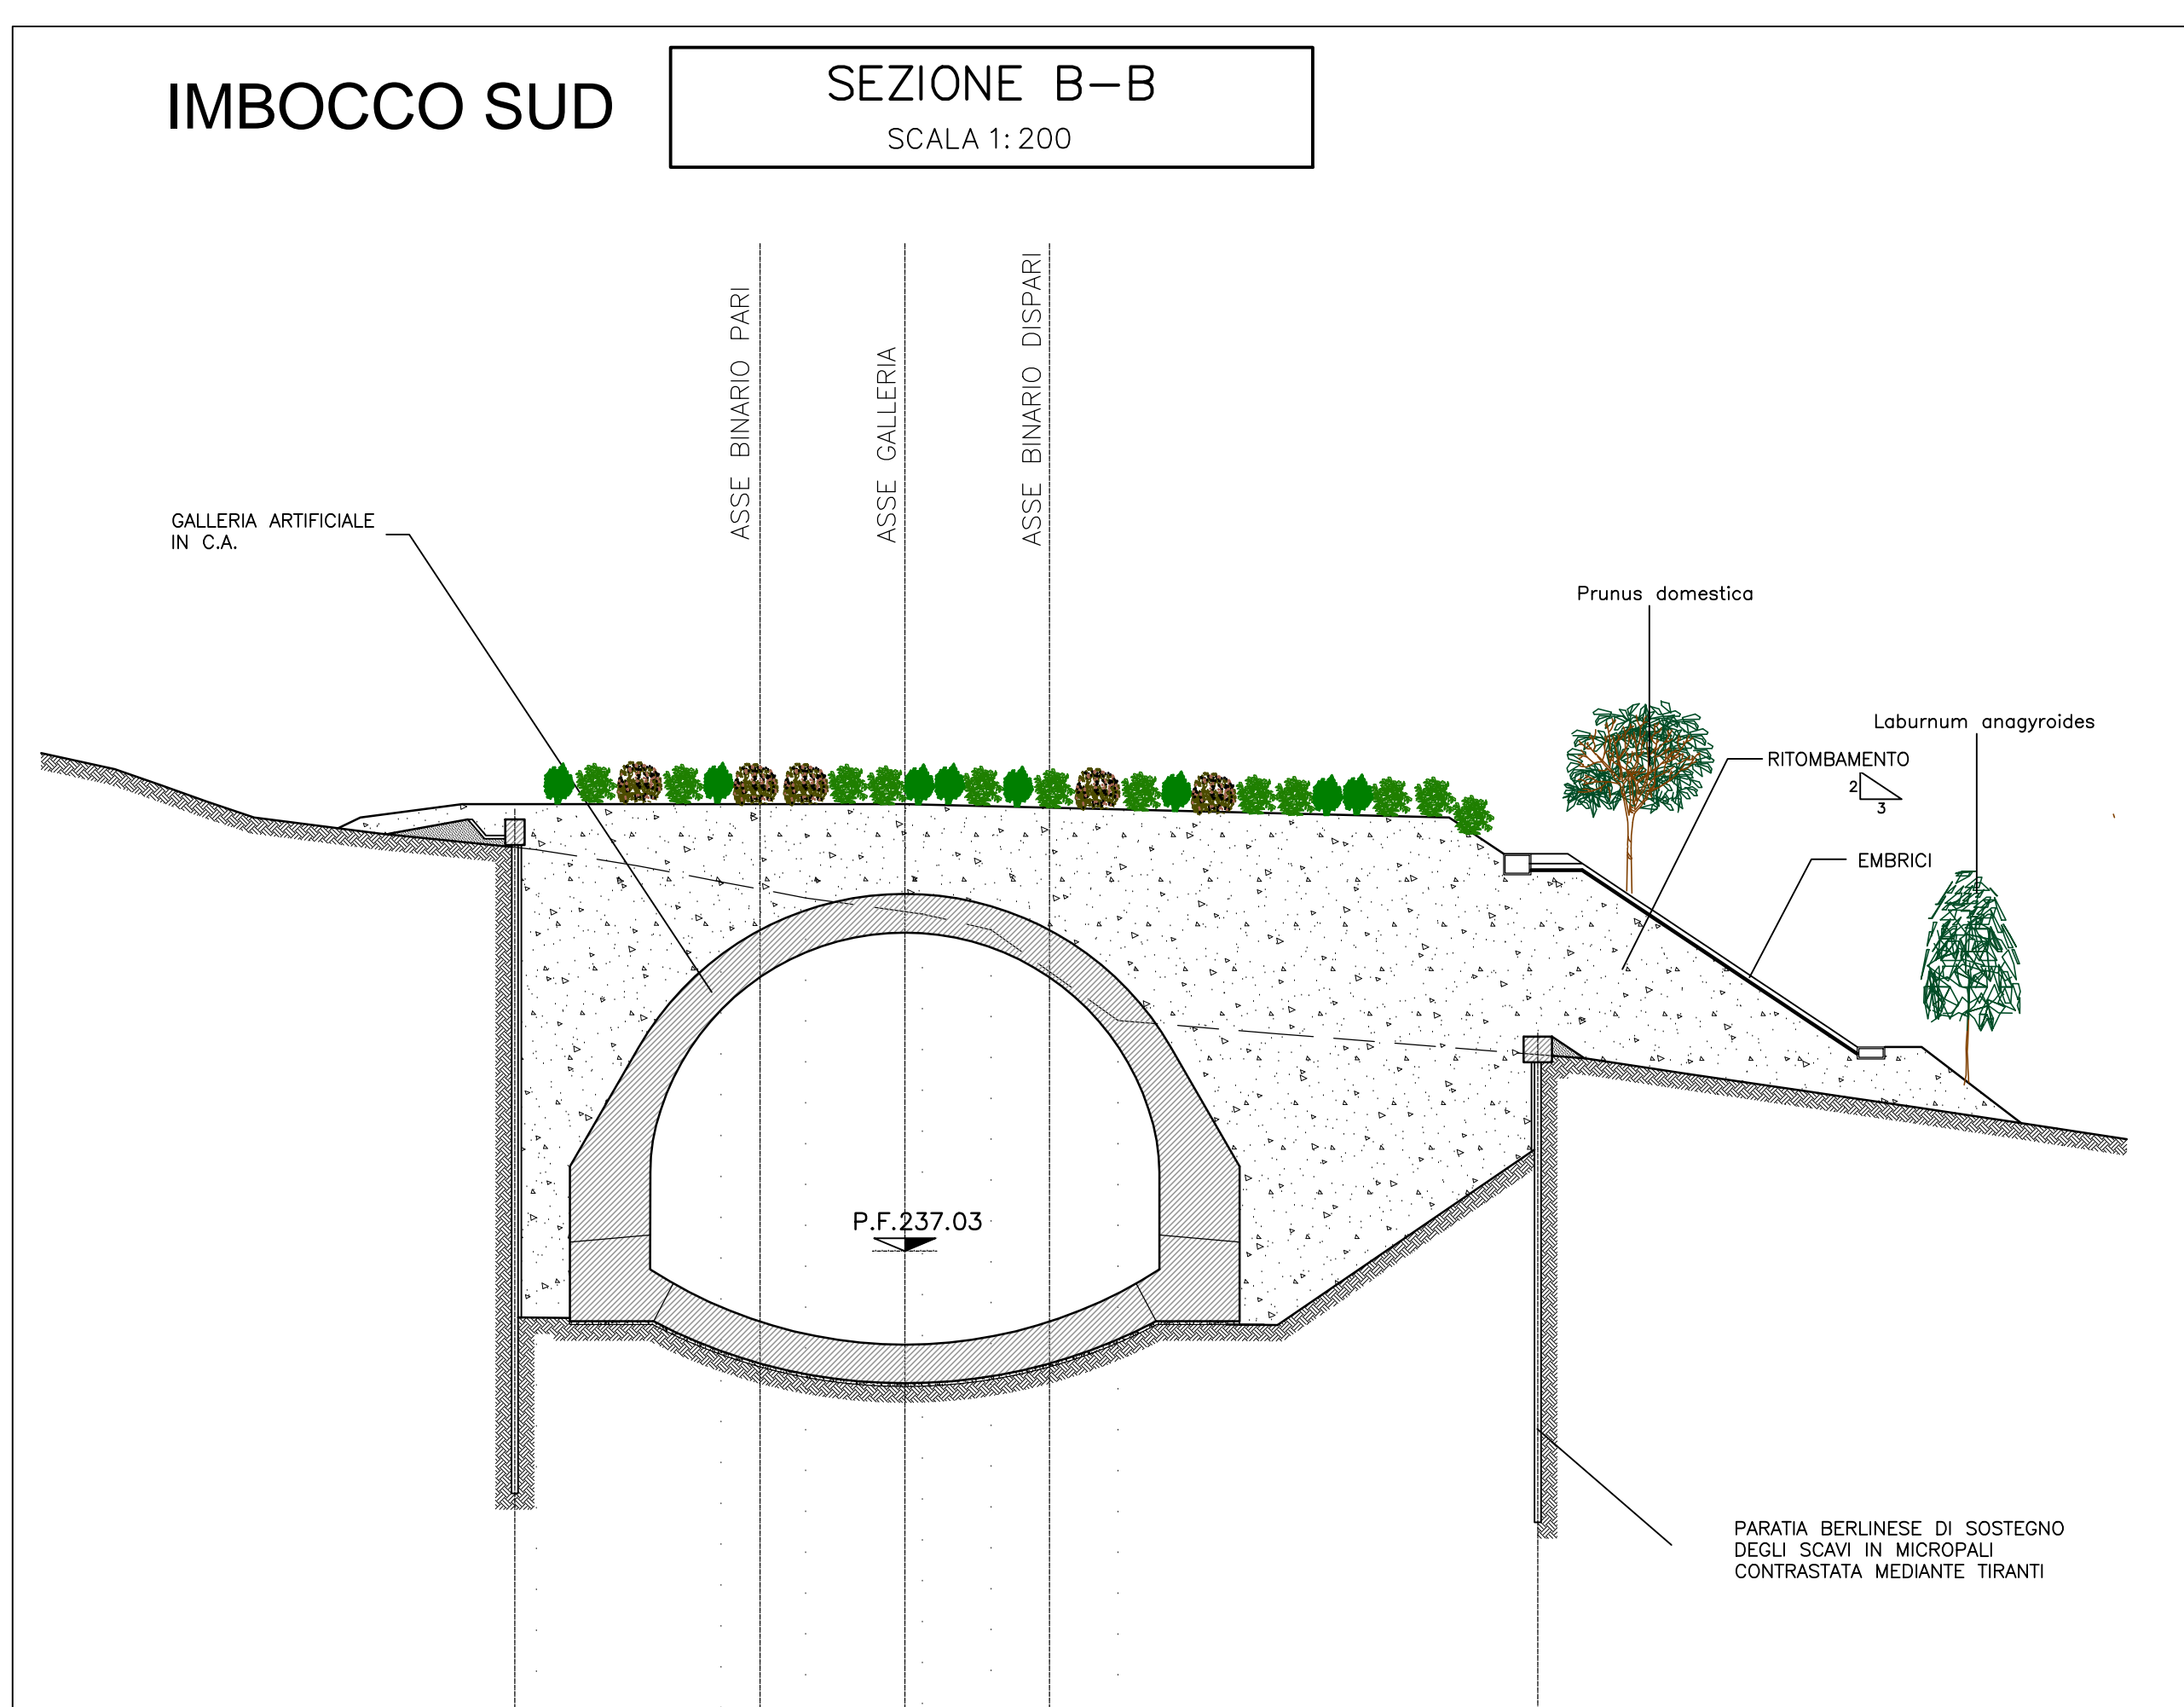 IMBOCCO SUD
SEZIONE B-B
SCALA 1:200
ASSE BINARIO PARI
ASSE GALLERIA
ASSE BINARIO DISPARI
GALLERIA ARTIFICIALE
IN C.A.
Prunus domestica
Laburnum anagyroides
RITOMBAMENTO
2
3
EMBRICI
P.F.237.03
PARATIA BERLINESE DI SOSTEGNO
DEGLI SCAVI IN MICROPALI
CONTRASTATA MEDIANTE TIRANTI